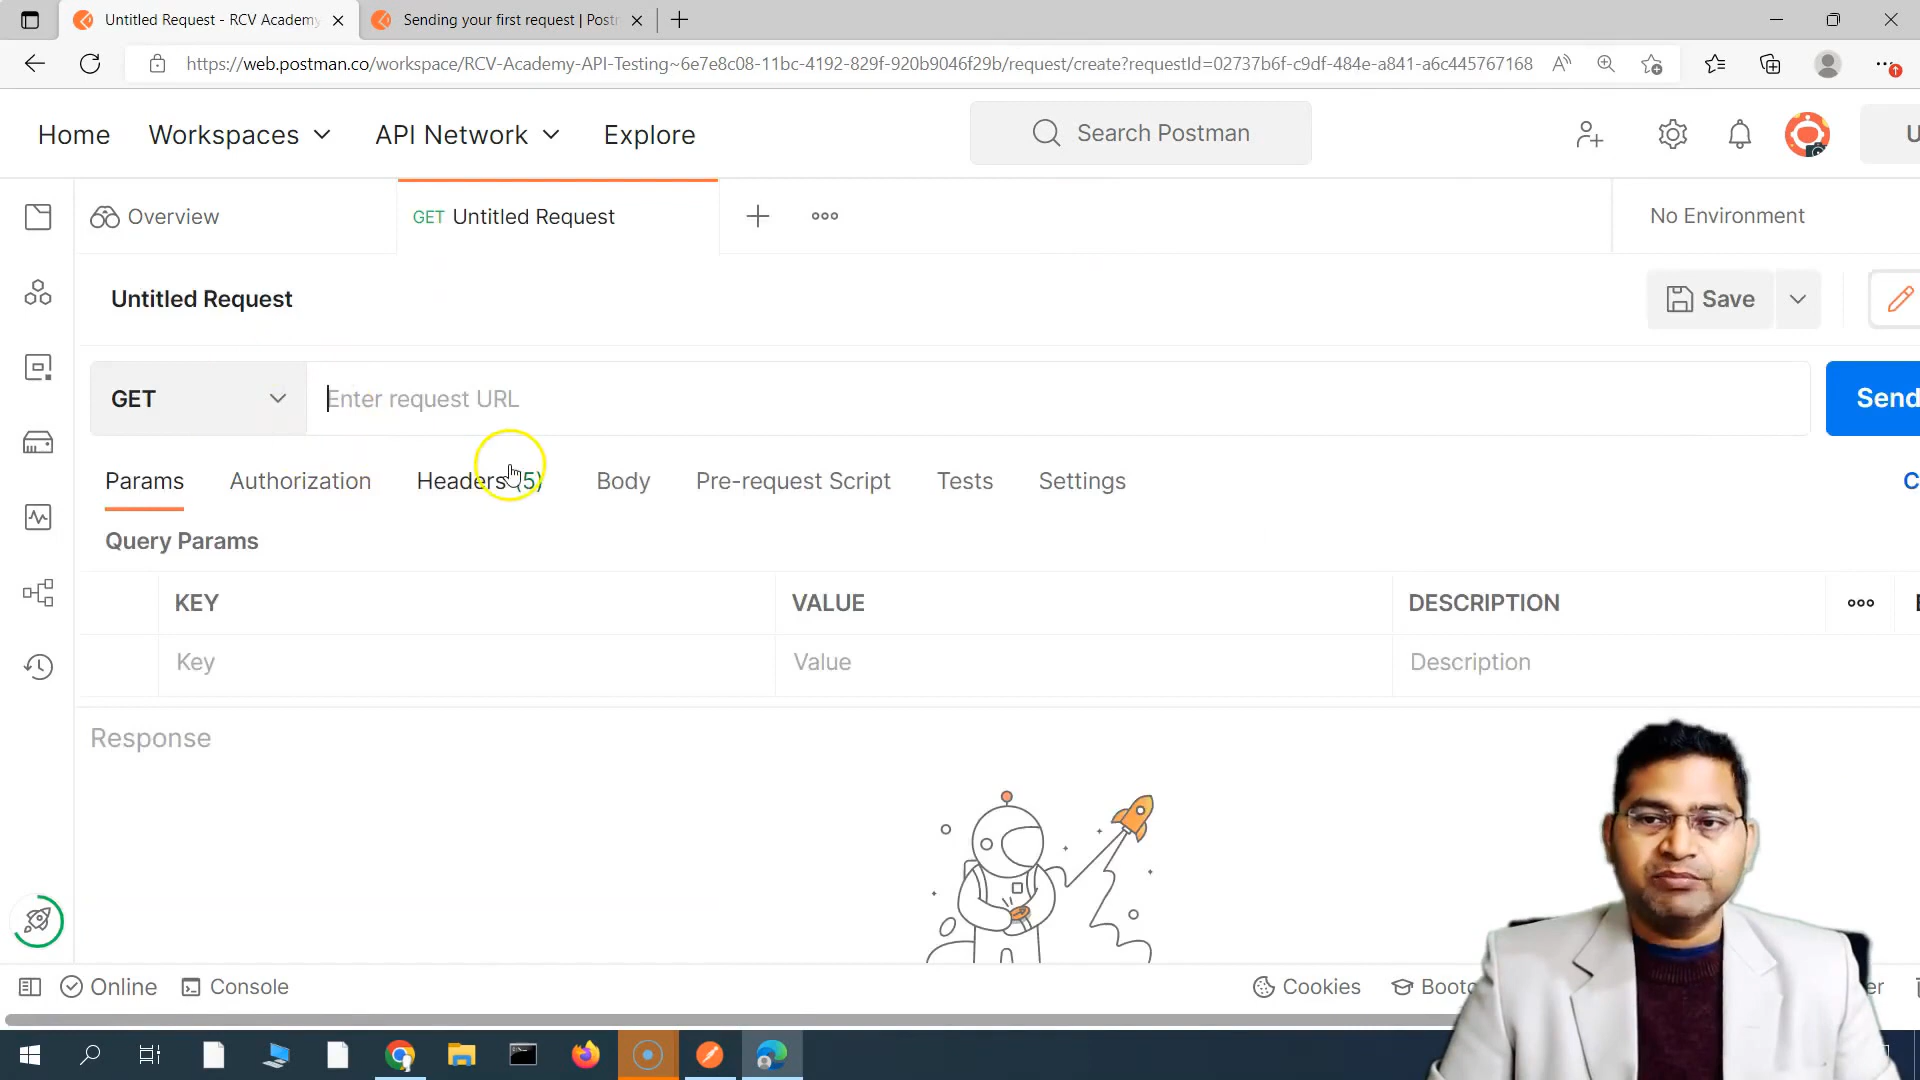 Untitled Request - RCV Academy
Sending your first request | Post
https://web.postman.co/workspace/RCV-Academy-API-Testing~6e7e8c08-11bc-4192-829f-920b9046f29b/request/create?requestId=02737b6f-c9df-484e-a841-a6c445767168
Home Workspaces API Network Explore
Search Postman
U
Overview
GET Untitled Request
No Environment
Untitled Request
Save
GET
Enter request URL
Send
Params Authorization Headers (5) Body Pre-request Script Tests Settings
C
Query Params
KEY VALUE DESCRIPTION
Key Value Description
Response
Online Console
Cookies Bootc er